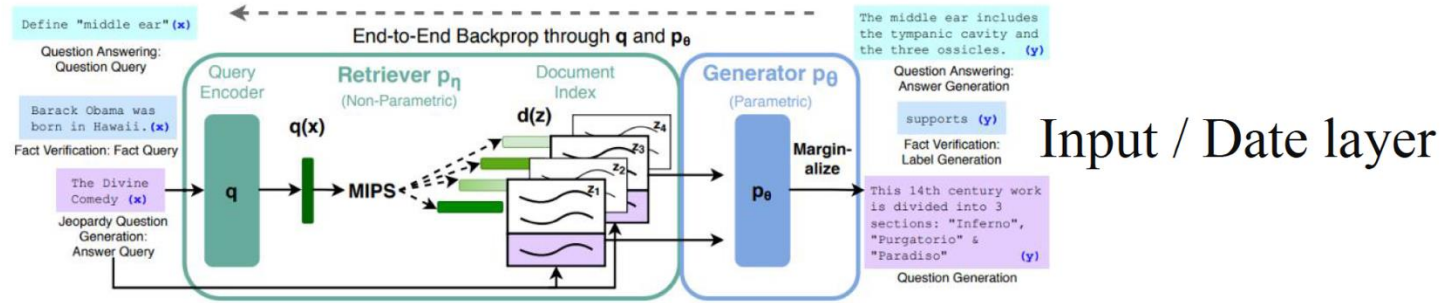 Define "middle ear"(x)
Question Answering:
Question Query
Barack Obama was
born in Hawaii.(x)
Fact Verification: Fact Query
The Divine
Comedy (x)
Jeopardy Question
Generation:
Answer Query
End-to-End Backprop through q and pθ
Query
Encoder
q
Retriever pη
(Non-Parametric)
q(x)
MIPS
Document
Index
d(z)
z4
z3
z2
z1
Generator pθ
(Parametric)
pθ
Margin-
alize
The middle ear includes
the tympanic cavity and
the three ossicles. (y)
Question Answering:
Answer Generation
supports (y)
Fact Verification:
Label Generation
This 14th century work
is divided into 3
sections: "Inferno",
"Purgatorio" &
"Paradiso" (y)
Question Generation
Input / Date layer